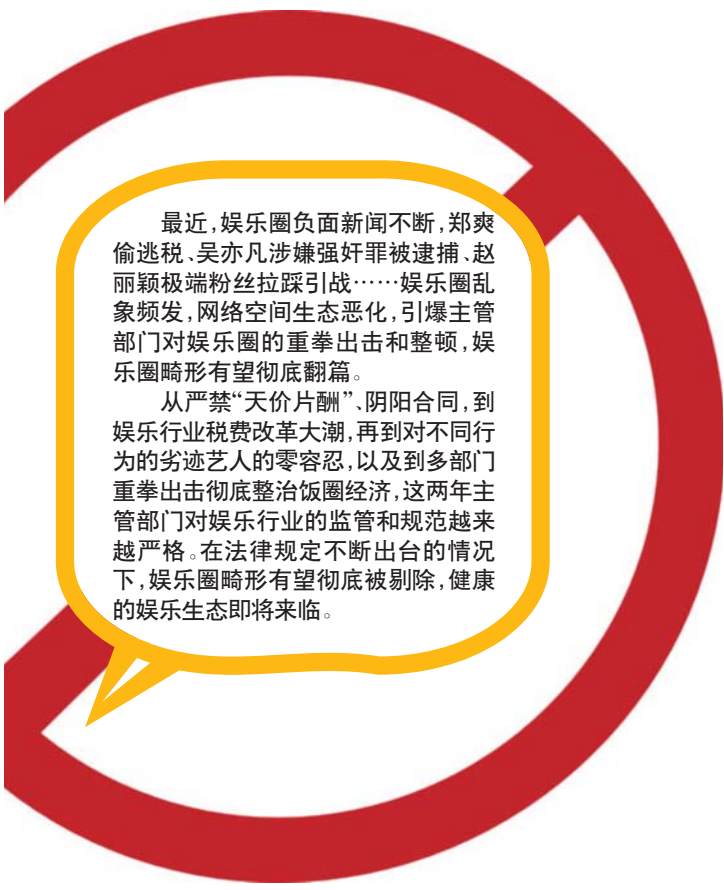 最近，娱乐圈负面新闻不断，郑爽
偷逃税、吴亦凡涉嫌强奸罪被逮捕、赵
丽颖极端粉丝拉踩引战……娱乐圈乱
象频发，网络空间生态恶化，引爆主管
部门对娱乐圈的重拳出击和整顿，娱
乐圈畸形有望彻底翻篇。
从严禁“天价片酬”、阴阳合同，到
娱乐行业税费改革大潮，再到对不同行
为的劣迹艺人的零容忍，以及到多部门
重拳出击彻底整治饭圈经济，这两年主
管部门对娱乐行业的监管和规范越来
越严格。在法律规定不断出台的情况
下，娱乐圈畸形有望彻底被剔除，健康
的娱乐生态即将来临。